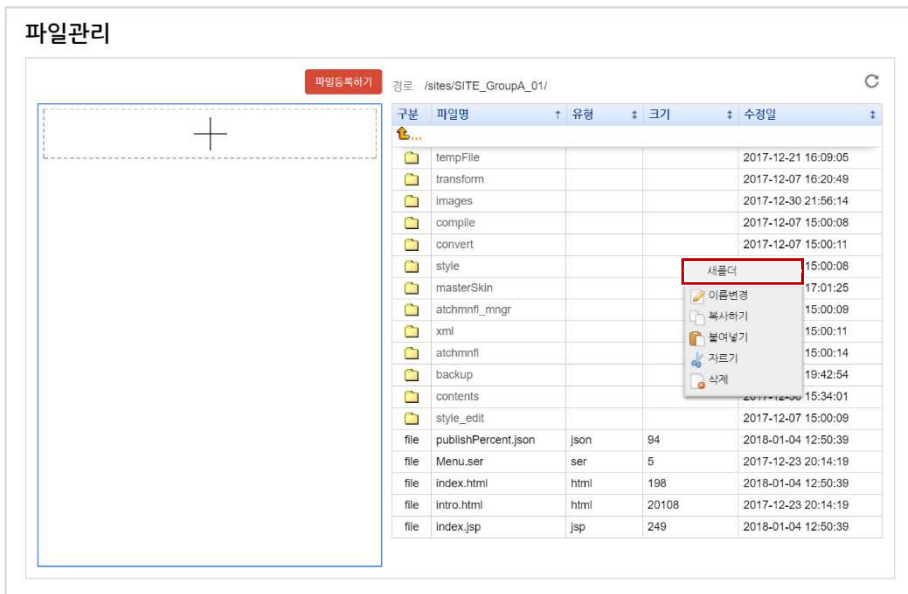 파일관리
파일등록하기
경로 /sites/SITE_GroupA_01/
구분 파일명 유형 크기 수정일
...
tempFile 2017-12-21 16:09:05
transform 2017-12-07 16:20:49
images 2017-12-30 21:56:14
compile 2017-12-07 15:00:08
convert 2017-12-07 15:00:11
style 15:00:08
masterSkin 17:01:25
atchmnfl_mngr 15:00:09
xml 15:00:11
atchmnfl 15:00:14
backup 19:42:54
contents 15:34:01
style_edit 2017-12-07 15:00:09
file publishPercent.json json 94 2018-01-04 12:50:39
file Menu.ser ser 5 2017-12-23 20:14:19
file index.html html 198 2018-01-04 12:50:39
file intro.html html 20108 2017-12-23 20:14:19
file index.jsp jsp 249 2018-01-04 12:50:39
새폴더
이름변경
복사하기
붙여넣기
자르기
삭제